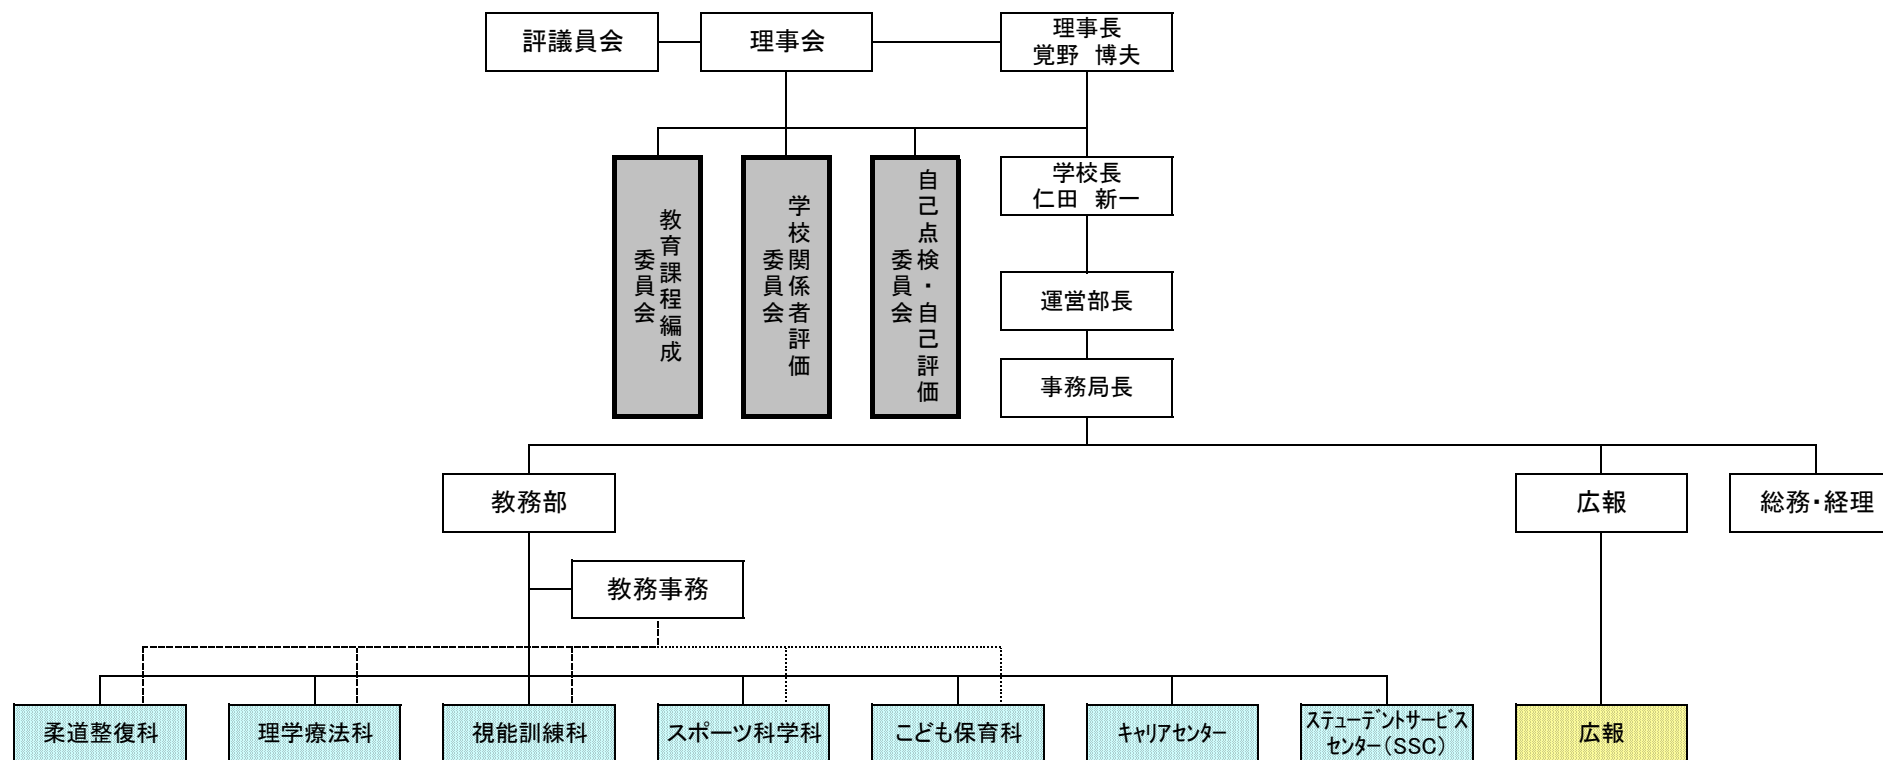 評議員会
理事会
理事長
覚野　博夫
教育課程編成
委員会
学校関係者評価
委員会
自己点検・自己評価
委員会
学校長
仁田　新一
運営部長
事務局長
教務部
広報
総務・経理
教務事務
柔道整復科
理学療法科
視能訓練科
スポーツ科学科
こども保育科
ｷｬﾘｱｾﾝﾀｰ
ｽﾃｭｰﾃﾞﾝﾄｻｰﾋﾞｽ
ｾﾝﾀｰ（SSC）
広報